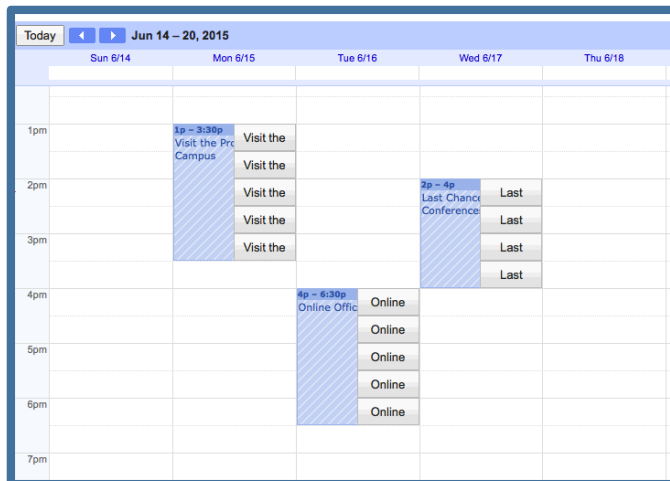 Today Jun 14 – 20, 2015
Sun 6/14 Mon 6/15 Tue 6/16 Wed 6/17 Thu 6/18
1pm
1p – 3:30p
Visit the Pro
Campus
Visit the
Visit the
Visit the
Visit the
Visit the
2pm
2p – 4p
Last Chance
Conferences
Last
Last
Last
Last
3pm
4pm
4p – 6:30p
Online Offic
Online
Online
Online
Online
Online
5pm
6pm
7pm